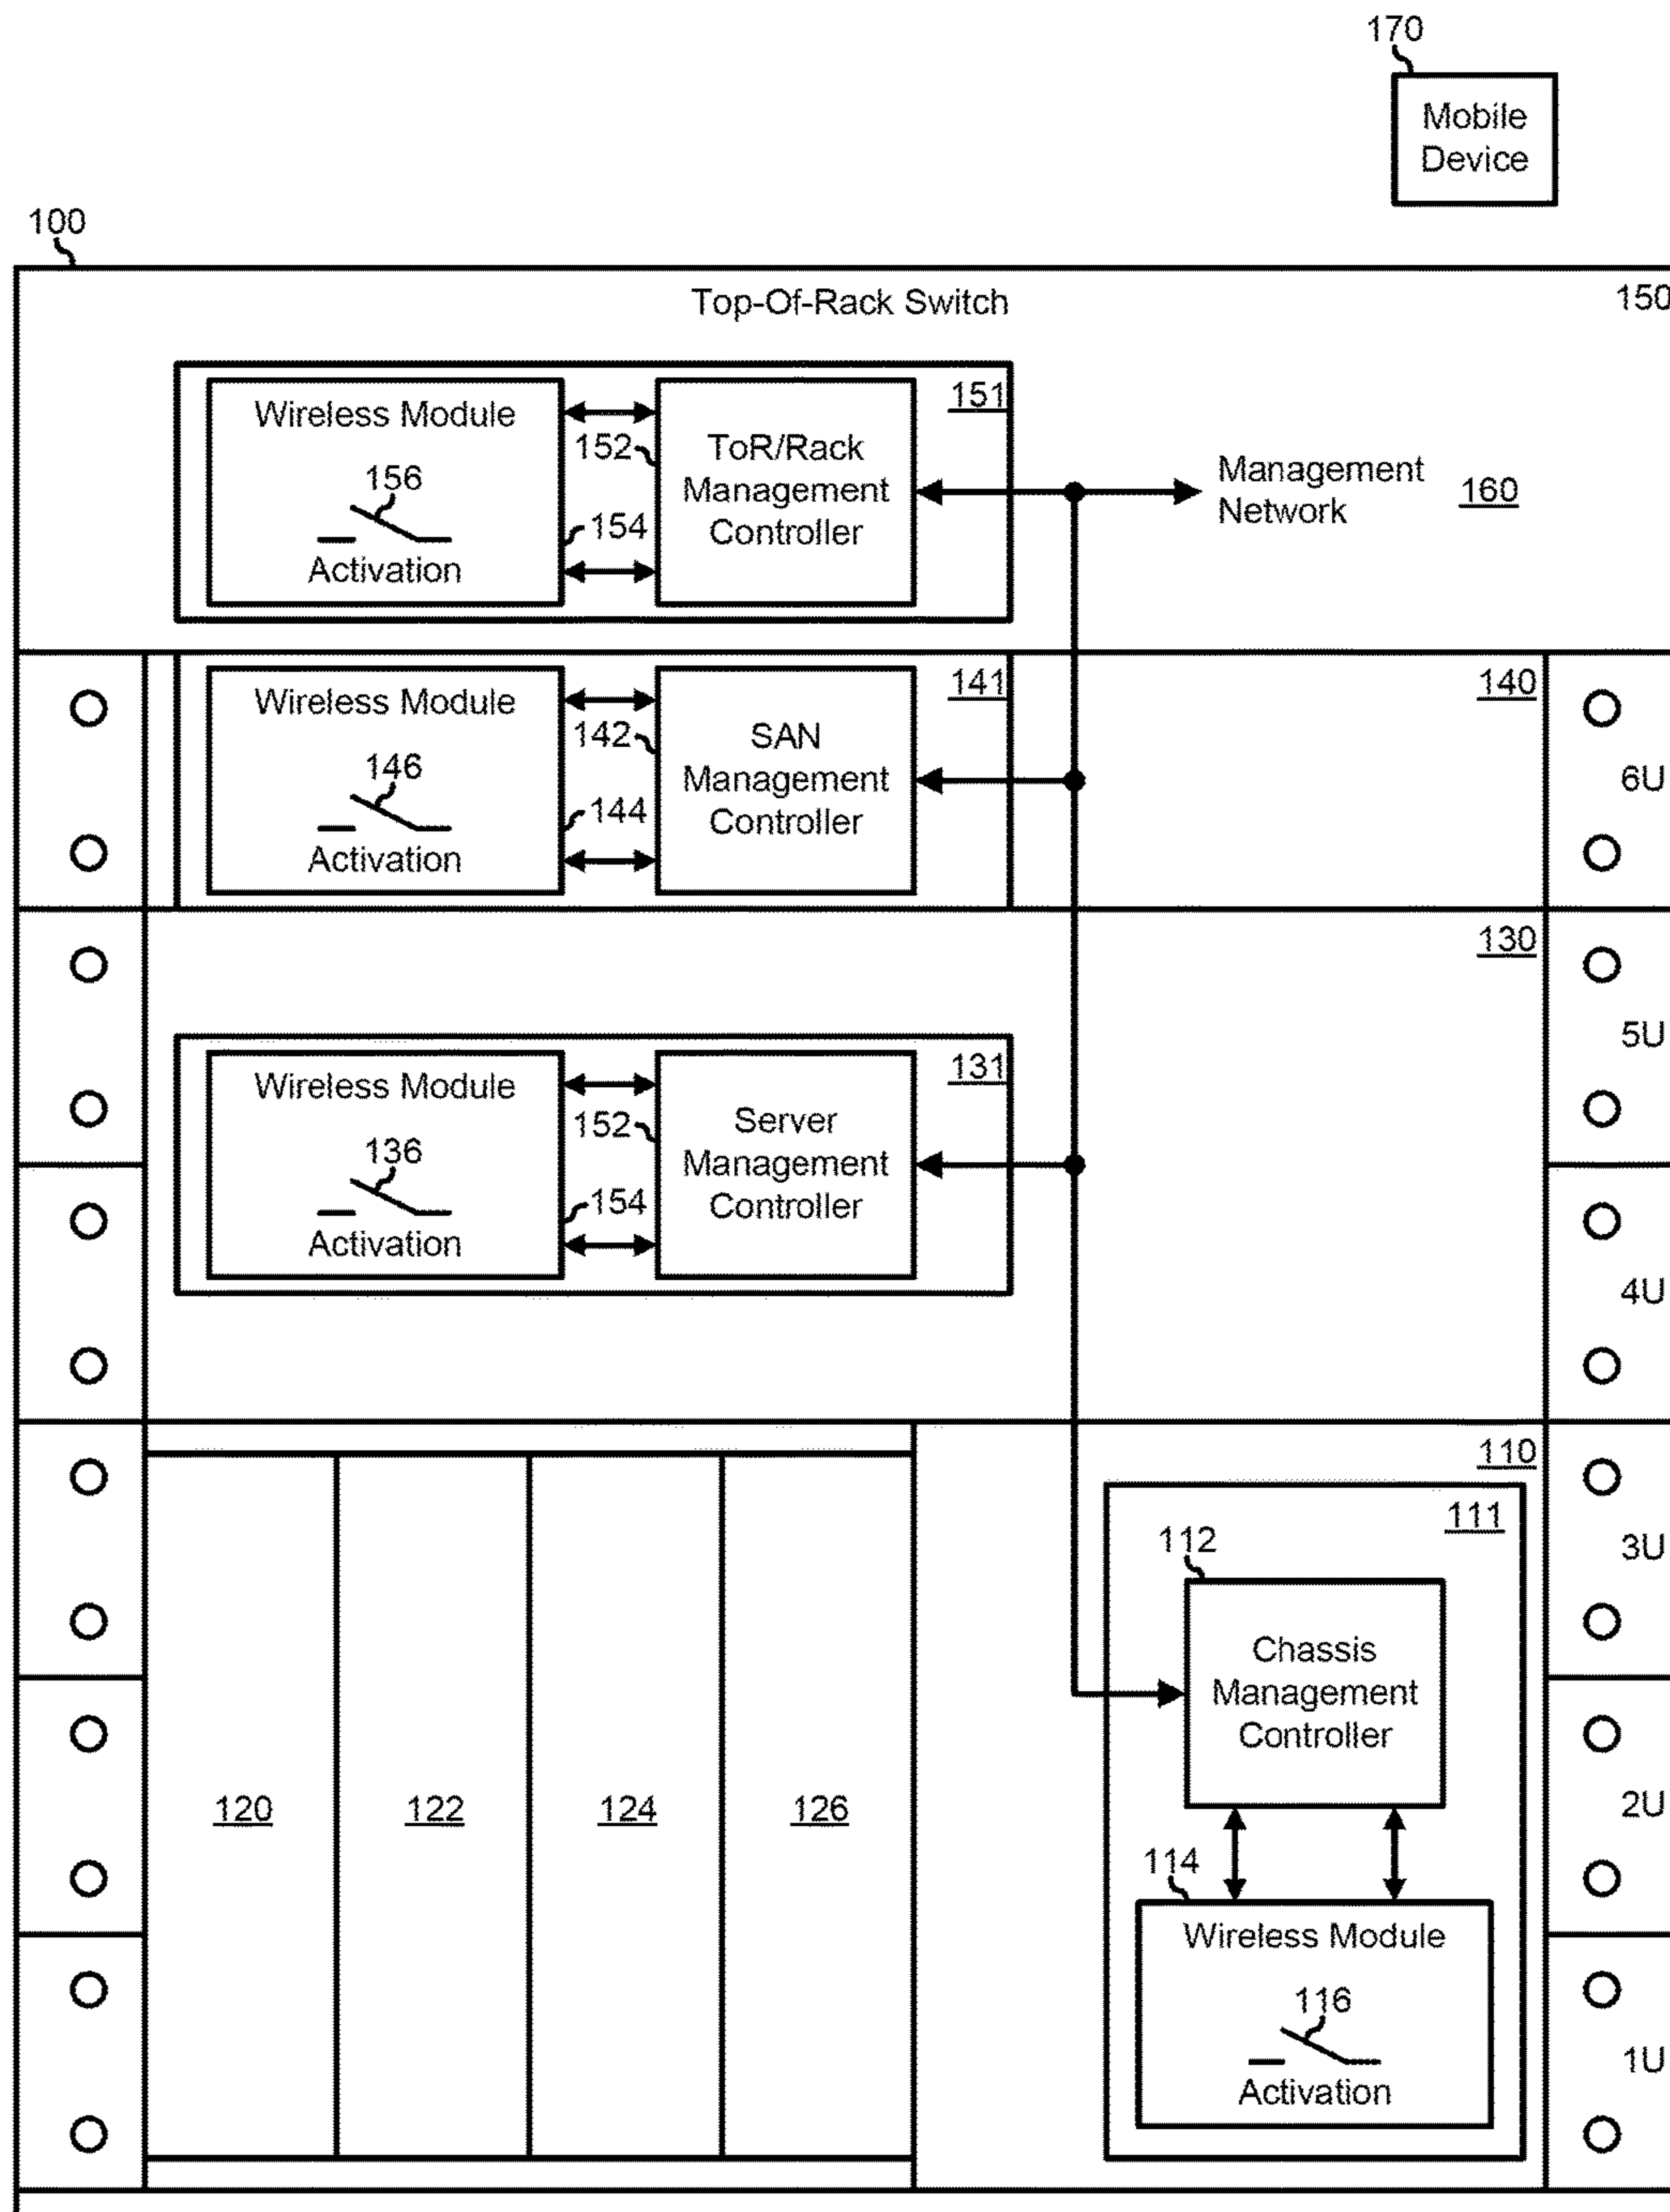 170
Mobile
Device
100
Top-Of-Rack Switch
150
Wireless Module
156
Activation
152
154
ToR/Rack
Management
Controller
151
Management
Network
160
Wireless Module
146
Activation
142
144
SAN
Management
Controller
141
140
6U
130
5U
Wireless Module
136
Activation
152
154
Server
Management
Controller
131
4U
110
111
3U
112
Chassis
Management
Controller
120
122
124
126
2U
114
Wireless Module
116
Activation
1U